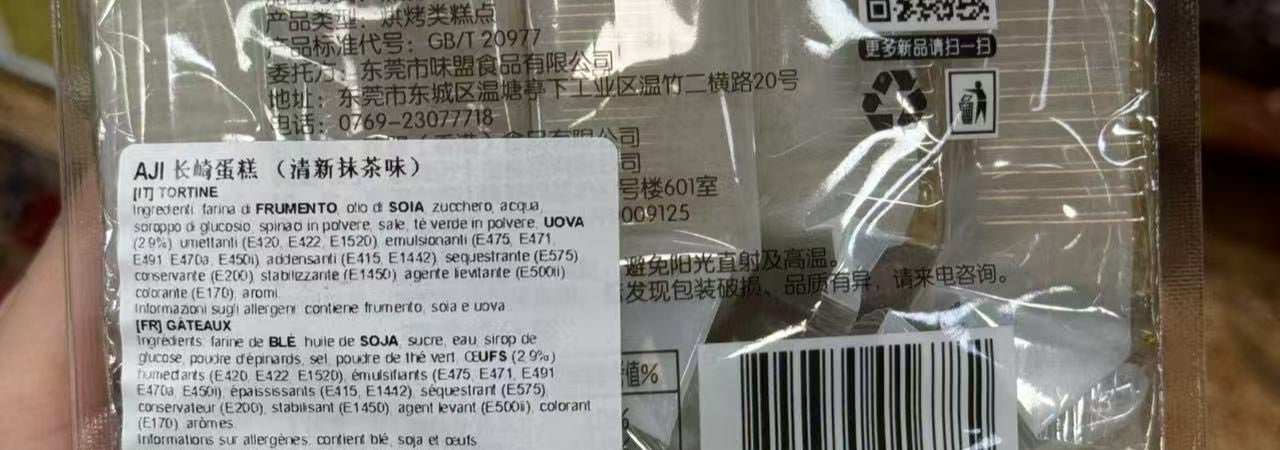 产品类型：烘烤类糕点
产品标准代号：GB/T 20977
委托方：东莞市味盟食品有限公司
地址：东莞市东城区温塘亭下工业区温竹二横路20号
电话：0769-23077718
食品有限公司
司
号楼601室
009125
避免阳光直射及高温。
发现包装破损、品质有异，请来电咨询。
更多新品请扫一扫
AJI 长崎蛋糕（清新抹茶味）
[IT] TORTINE
Ingredienti: farina di FRUMENTO, olio di SOIA, zucchero, acqua,
soroppo di glucosio, spinaci in polvere, sale, tè verde in polvere, UOVA
(2.9%), umettanti (E420, E422, E1520), emulsionanti (E475, E471,
E491, E470a, E450i), addensanti (E415, E1442), sequestrante (E575)
conservante (E200), stabilizzante (E1450), agente lievitante (E500ii)
colorante (E170), aromi.
Informazioni sugli allergeni: contiene frumento, soia e uova
[FR] GÂTEAUX
Ingrédients: farine de BLÉ, huile de SOJA, sucre, eau, sirop de
glucose, poudre d'épinards, sel, poudre de thé vert, ŒUFS (2.9%)
humectants (E420, E422, E1520), émulsifiants (E475, E471, E491,
E470a, E450i), épaississants (E415, E1442), séquestrant (E575),
conservateur (E200), stabilisant (E1450), agent levant (E500ii), colorant
(E170), arômes.
Informations sur allergènes: contient blé, soja et œufs
值%
%